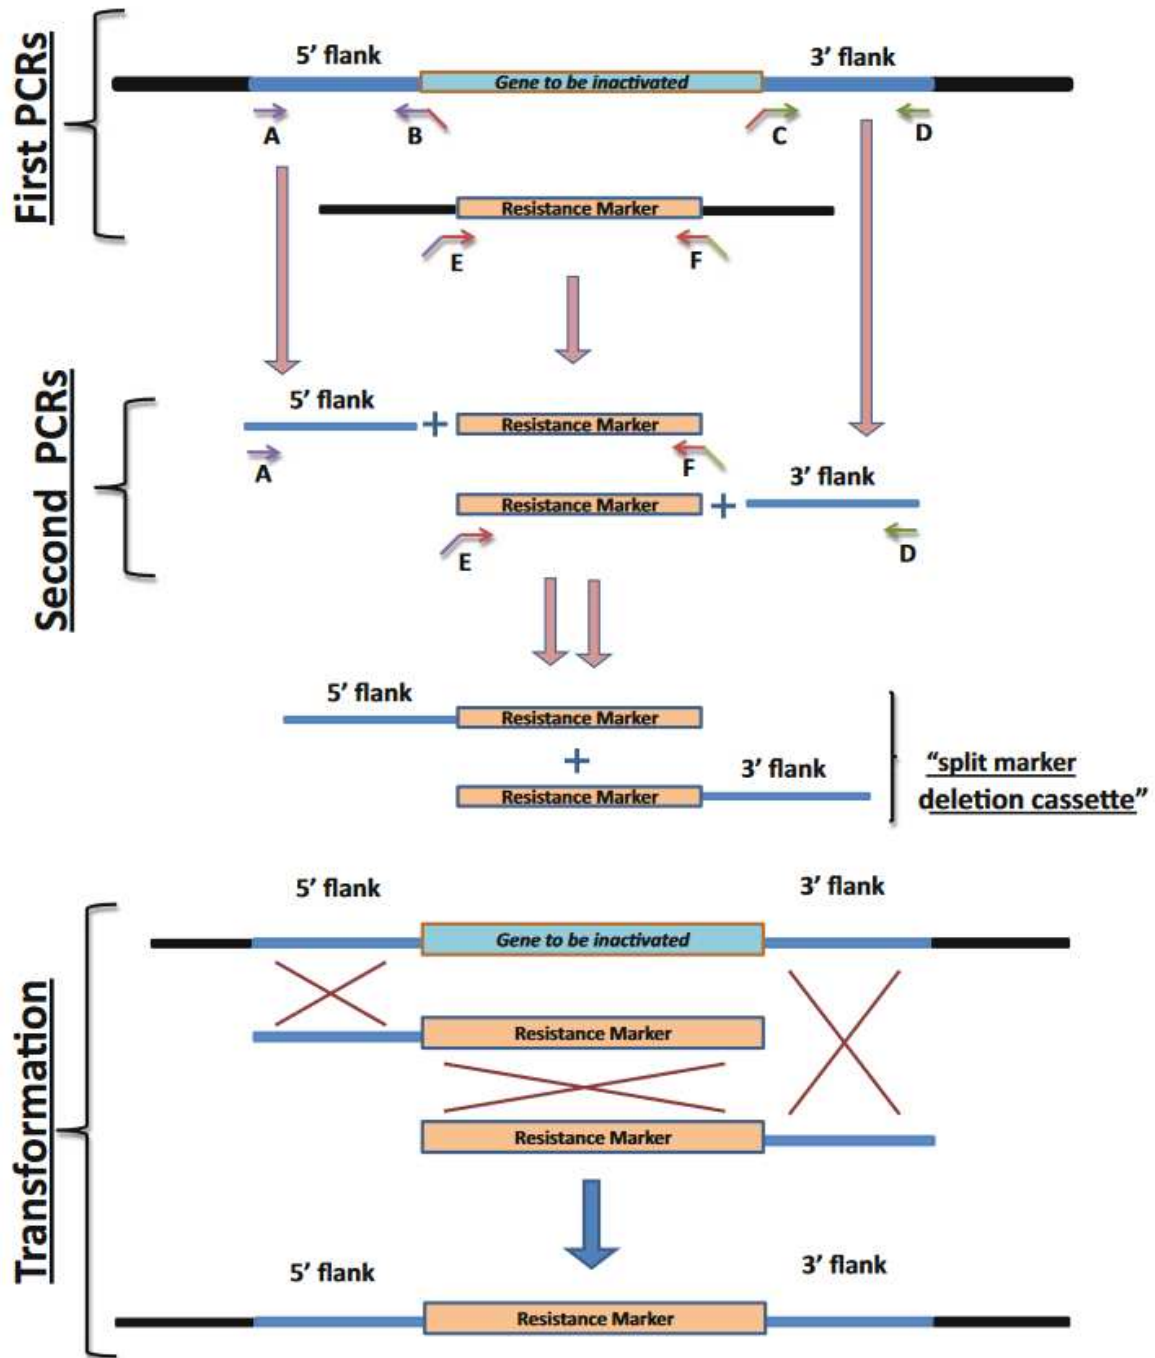 First PCRs
5' flank
3' flank
Gene to be inactivated
A
B
C
D
Resistance Marker
E
F
Second PCRs
5' flank
+
Resistance Marker
A
F
3' flank
Resistance Marker
+
E
D
5' flank
Resistance Marker
+
3' flank
Resistance Marker
“split marker
deletion cassette”
Transformation
5' flank
3' flank
Gene to be inactivated
Resistance Marker
Resistance Marker
5' flank
3' flank
Resistance Marker